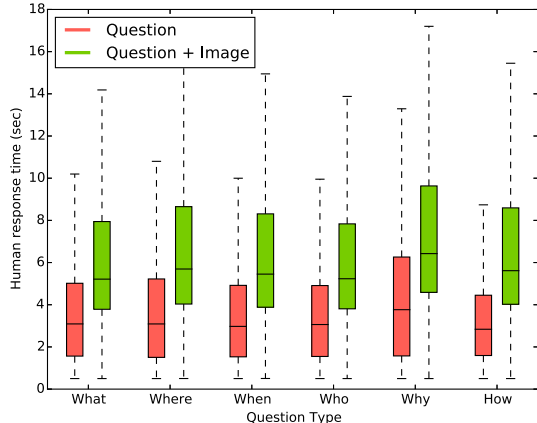 18
16
14
12
10
8
6
4
2
0
Human response time (sec)
Question
Question + Image
What Where When Who Why How
Question Type